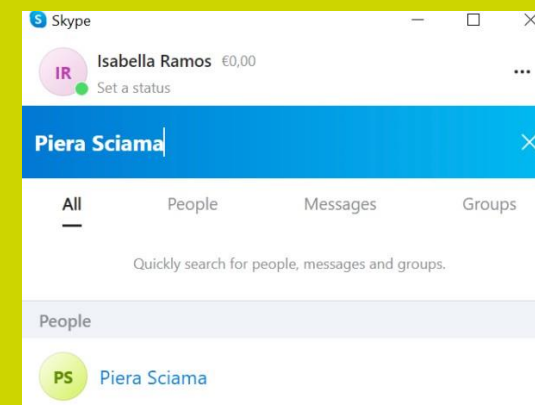 Skype
IR
Isabella Ramos €0,00
Set a status
Piera Sciama
All People Messages Groups
Quickly search for people, messages and groups.
People
PS Piera Sciama